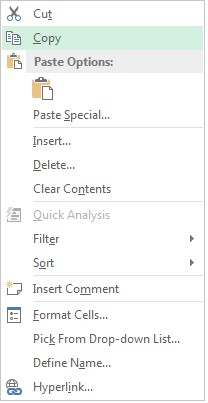 Cut
Copy
Paste Options:
Paste Special...
Insert...
Delete...
Clear Contents
Quick Analysis
Filter
Sort
Insert Comment
Format Cells...
Pick From Drop-down List...
Define Name...
Hyperlink...